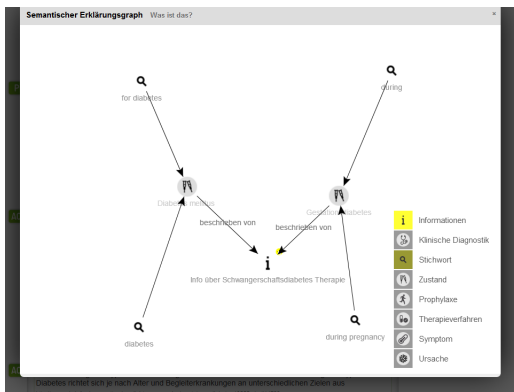 Semantischer Erklärungsgraph Was ist das?
for diabetes
during
Diabetes mellitus
Gestationsdiabetes
beschrieben von
beschrieben von
Info über Schwangerschaftsdiabetes Therapie
diabetes
during pregnancy
i Informationen
Klinische Diagnostik
Stichwort
Zustand
Prophylaxe
Therapieverfahren
Symptom
Ursache
Diabetes richtet sich je nach Alter und Begleiterkrankungen an unterschiedlichen Zielen aus